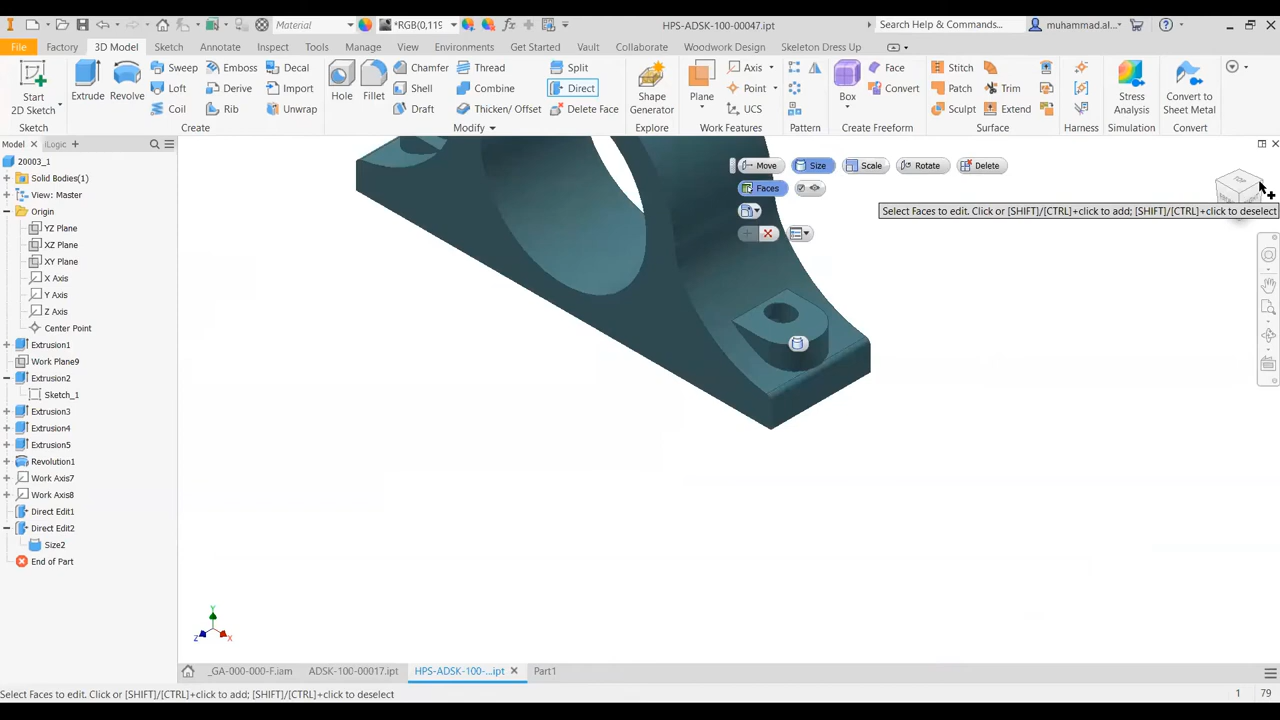 Material
*RGB(0,119
HPS-ADSK-100-00047.ipt
Search Help & Commands...
muhammad.al...
File
Factory
3D Model
Sketch
Annotate
Inspect
Tools
Manage
View
Environments
Get Started
Vault
Collaborate
Woodwork Design
Skeleton Dress Up
Start
2D Sketch
Sketch
Extrude
Revolve
Sweep
Loft
Coil
Emboss
Derive
Rib
Decal
Import
Unwrap
Create
Hole
Fillet
Chamfer
Shell
Draft
Thread
Combine
Thicken/ Offset
Split
Direct
Delete Face
Modify
Shape
Generator
Explore
Plane
Axis
Point
UCS
Work Features
Pattern
Box
Face
Convert
Create Freeform
Stitch
Patch
Sculpt
Trim
Extend
Surface
Harness
Stress
Analysis
Simulation
Convert to
Sheet Metal
Convert
Model
iLogic
20003_1
Solid Bodies(1)
View: Master
Origin
YZ Plane
XZ Plane
XY Plane
X Axis
Y Axis
Z Axis
Center Point
Extrusion1
Work Plane9
Extrusion2
Sketch_1
Extrusion3
Extrusion4
Extrusion5
Revolution1
Work Axis7
Work Axis8
Direct Edit1
Direct Edit2
Size2
End of Part
Move
Size
Scale
Rotate
Delete
Faces
Select Faces to edit. Click or [SHIFT]/[CTRL]+click to add; [SHIFT]/[CTRL]+click to deselect
Y
Z
X
_GA-000-000-F.iam
ADSK-100-00017.ipt
HPS-ADSK-100-...ipt
Part1
Select Faces to edit. Click or [SHIFT]/[CTRL]+click to add; [SHIFT]/[CTRL]+click to deselect
1
79